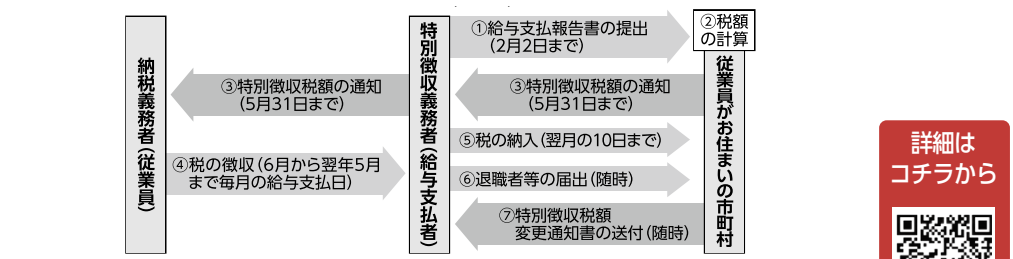 納税義務者(従業員)
特別徴収義務者(給与支払者)
①給与支払報告書の提出
(2月2日まで)
②税額
の計算
従業員がお住まいの市町村
③特別徴収税額の通知
(5月31日まで)
③特別徴収税額の通知
(5月31日まで)
④税の徴収(6月から翌年5月
まで毎月の給与支払日)
⑤税の納入(翌月の10日まで)
⑥退職者等の届出(随時)
⑦特別徴収税額
変更通知書の送付(随時)
詳細は
コチラから